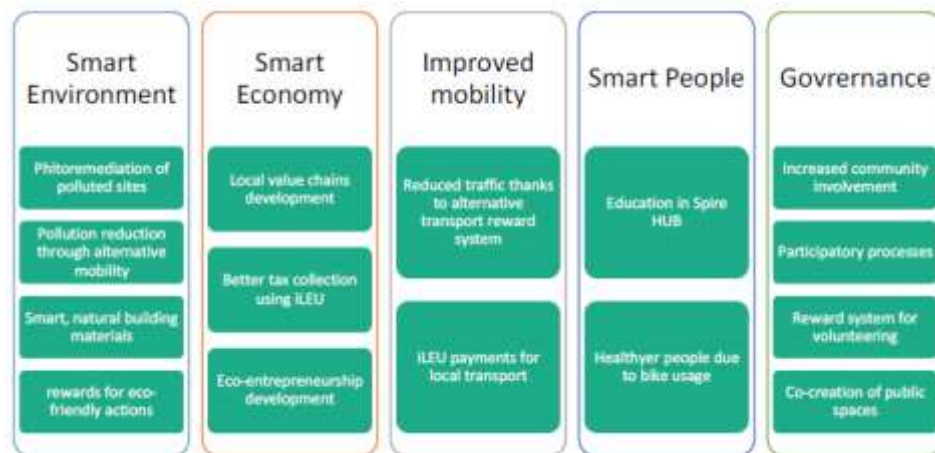 Smart
Environment
Phitoremediation of
polluted sites
Pollution reduction
through alternative
mobility
Smart, natural building
materials
rewards for eco-
friendly actions
Smart
Economy
Local value chains
development
Better tax collection
using iLEU
Eco-entrepreneurship
development
Improved
mobility
Reduced traffic thanks
to alternative
transport reward
system
iLEU payments for
local transport
Smart People
Education in Spire
HUB
Healthyer people due
to bike usage
Govrernance
Increased community
involvement
Participatory processes
Reward system for
volunteering
Co-creation of public
spaces